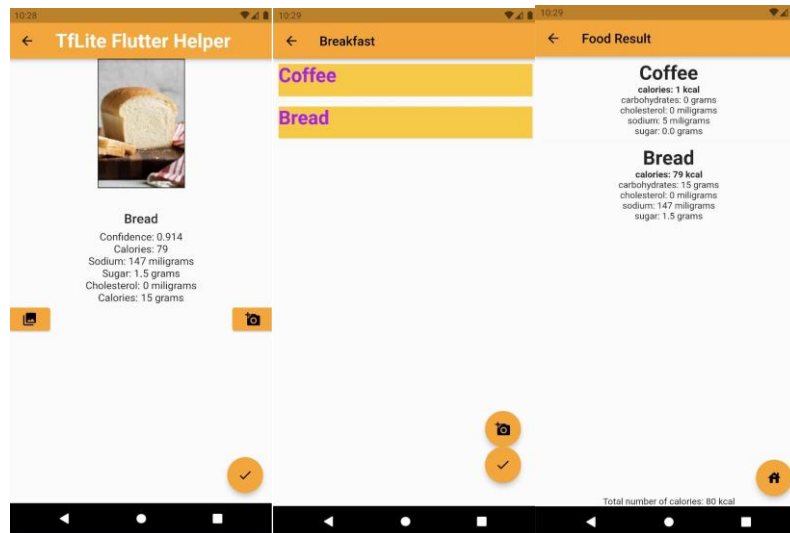 10:28
TfLite Flutter Helper
Bread
Confidence: 0.914
Calories: 79
Sodium: 147 miligrams
Sugar: 1.5 grams
Cholesterol: 0 miligrams
Calories: 15 grams
10:29
Breakfast
Coffee
Bread
10:29
Food Result
Coffee
calories: 1 kcal
carbohydrates: 0 grams
cholesterol: 0 miligrams
sodium: 5 miligrams
sugar: 0.0 grams
Bread
calories: 79 kcal
carbohydrates: 15 grams
cholesterol: 0 miligrams
sodium: 147 miligrams
sugar: 1.5 grams
Total number of calories: 80 kcal